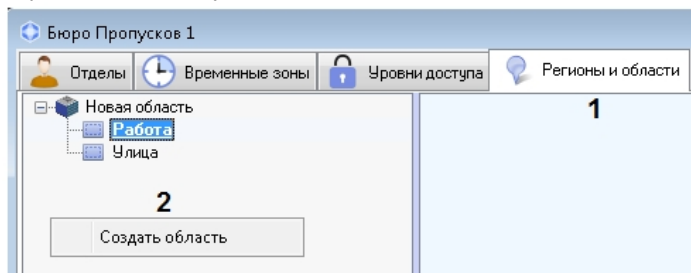 Бюро Пропусков 1
Отделы Временные зоны Уровни доступа Регионы и области
1
Новая область
Работа
Улица
2
Создать область